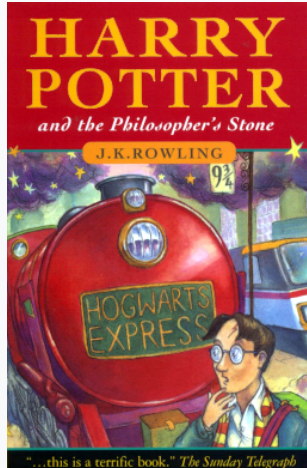 HARRY
POTTER
and the Philosopher's Stone
J.K.ROWLING
9¾
HOGWARTS
EXPRESS
“...this is a terrific book.” The Sunday Telegraph